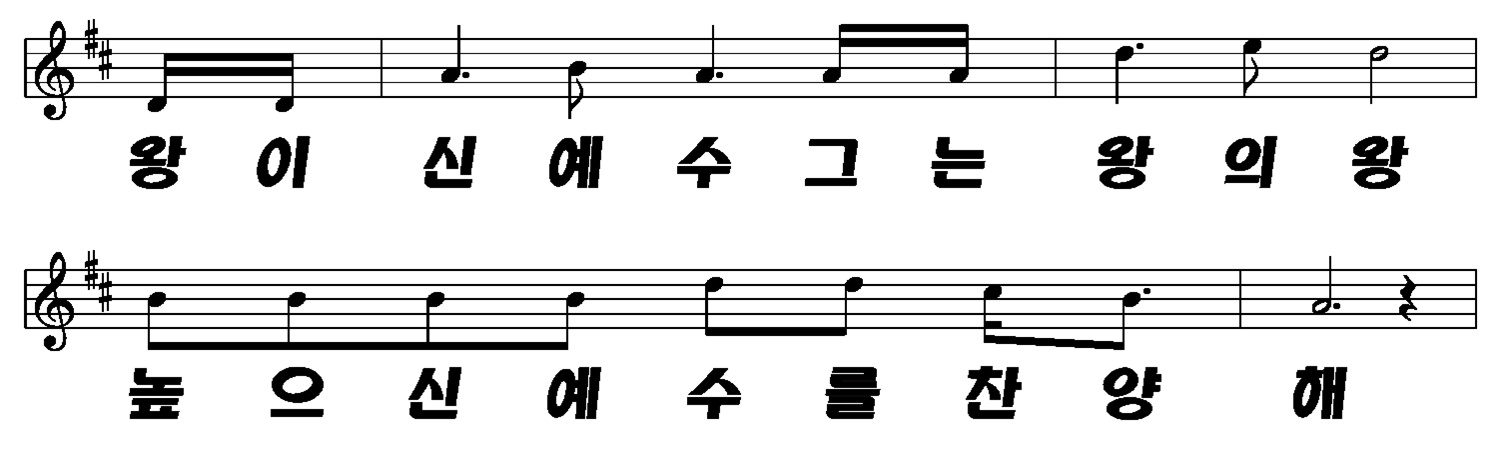 왕 이 신 예 수 그 는 왕 의 왕
높 으 신 예 수 를 찬 양 해